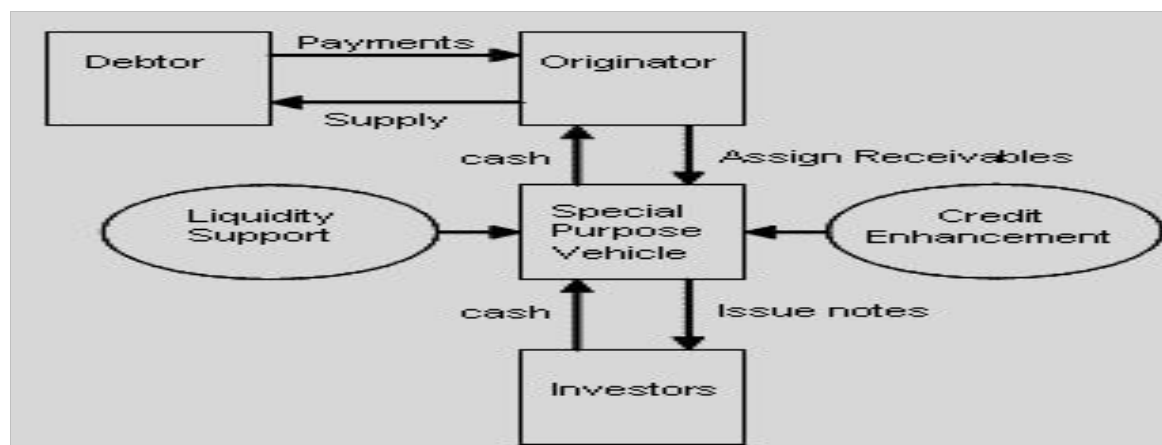 Payments
Debtor
Originator
Supply
cash
Assign Receivables
Liquidity
Support
Special
Purpose
Vehicle
Credit
Enhancement
cash
Issue notes
Investors